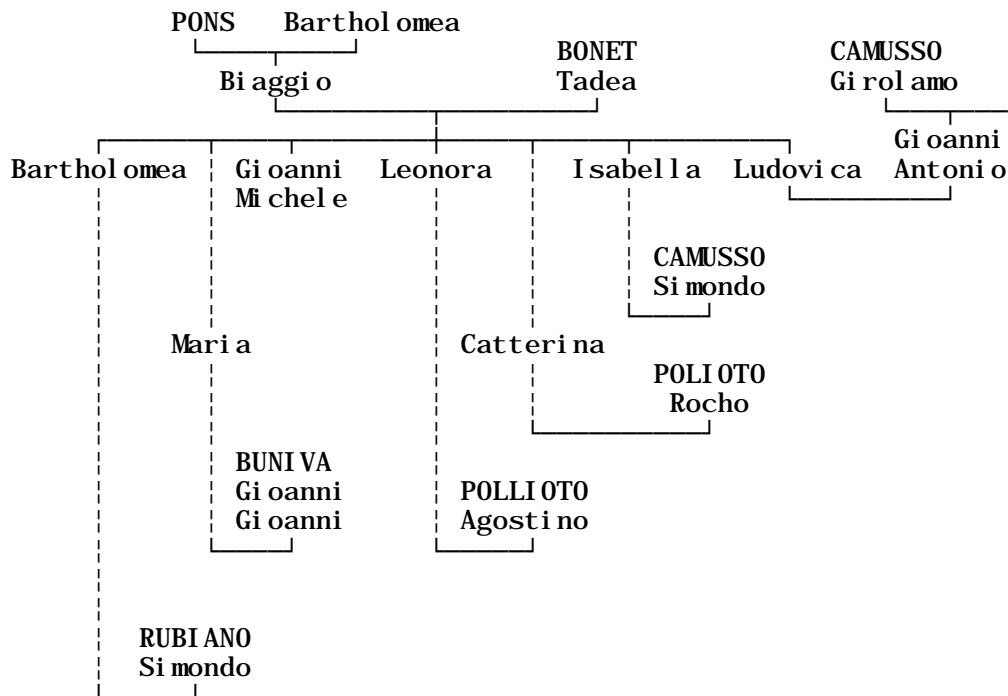 PONS Bartholomea
BONET CAMUSSO
Biaggio Tadea Girolamo
Gioanni
Bartholomea Gioanni Leonora Isabella Ludovica Antonio
Michele
CAMUSSO
Simondo
Maria Catterina
POLIOTO
Rocho
BUNIVA
Gioanni POLLIOTO
Gioanni Agostino
RUBIANO
Simondo